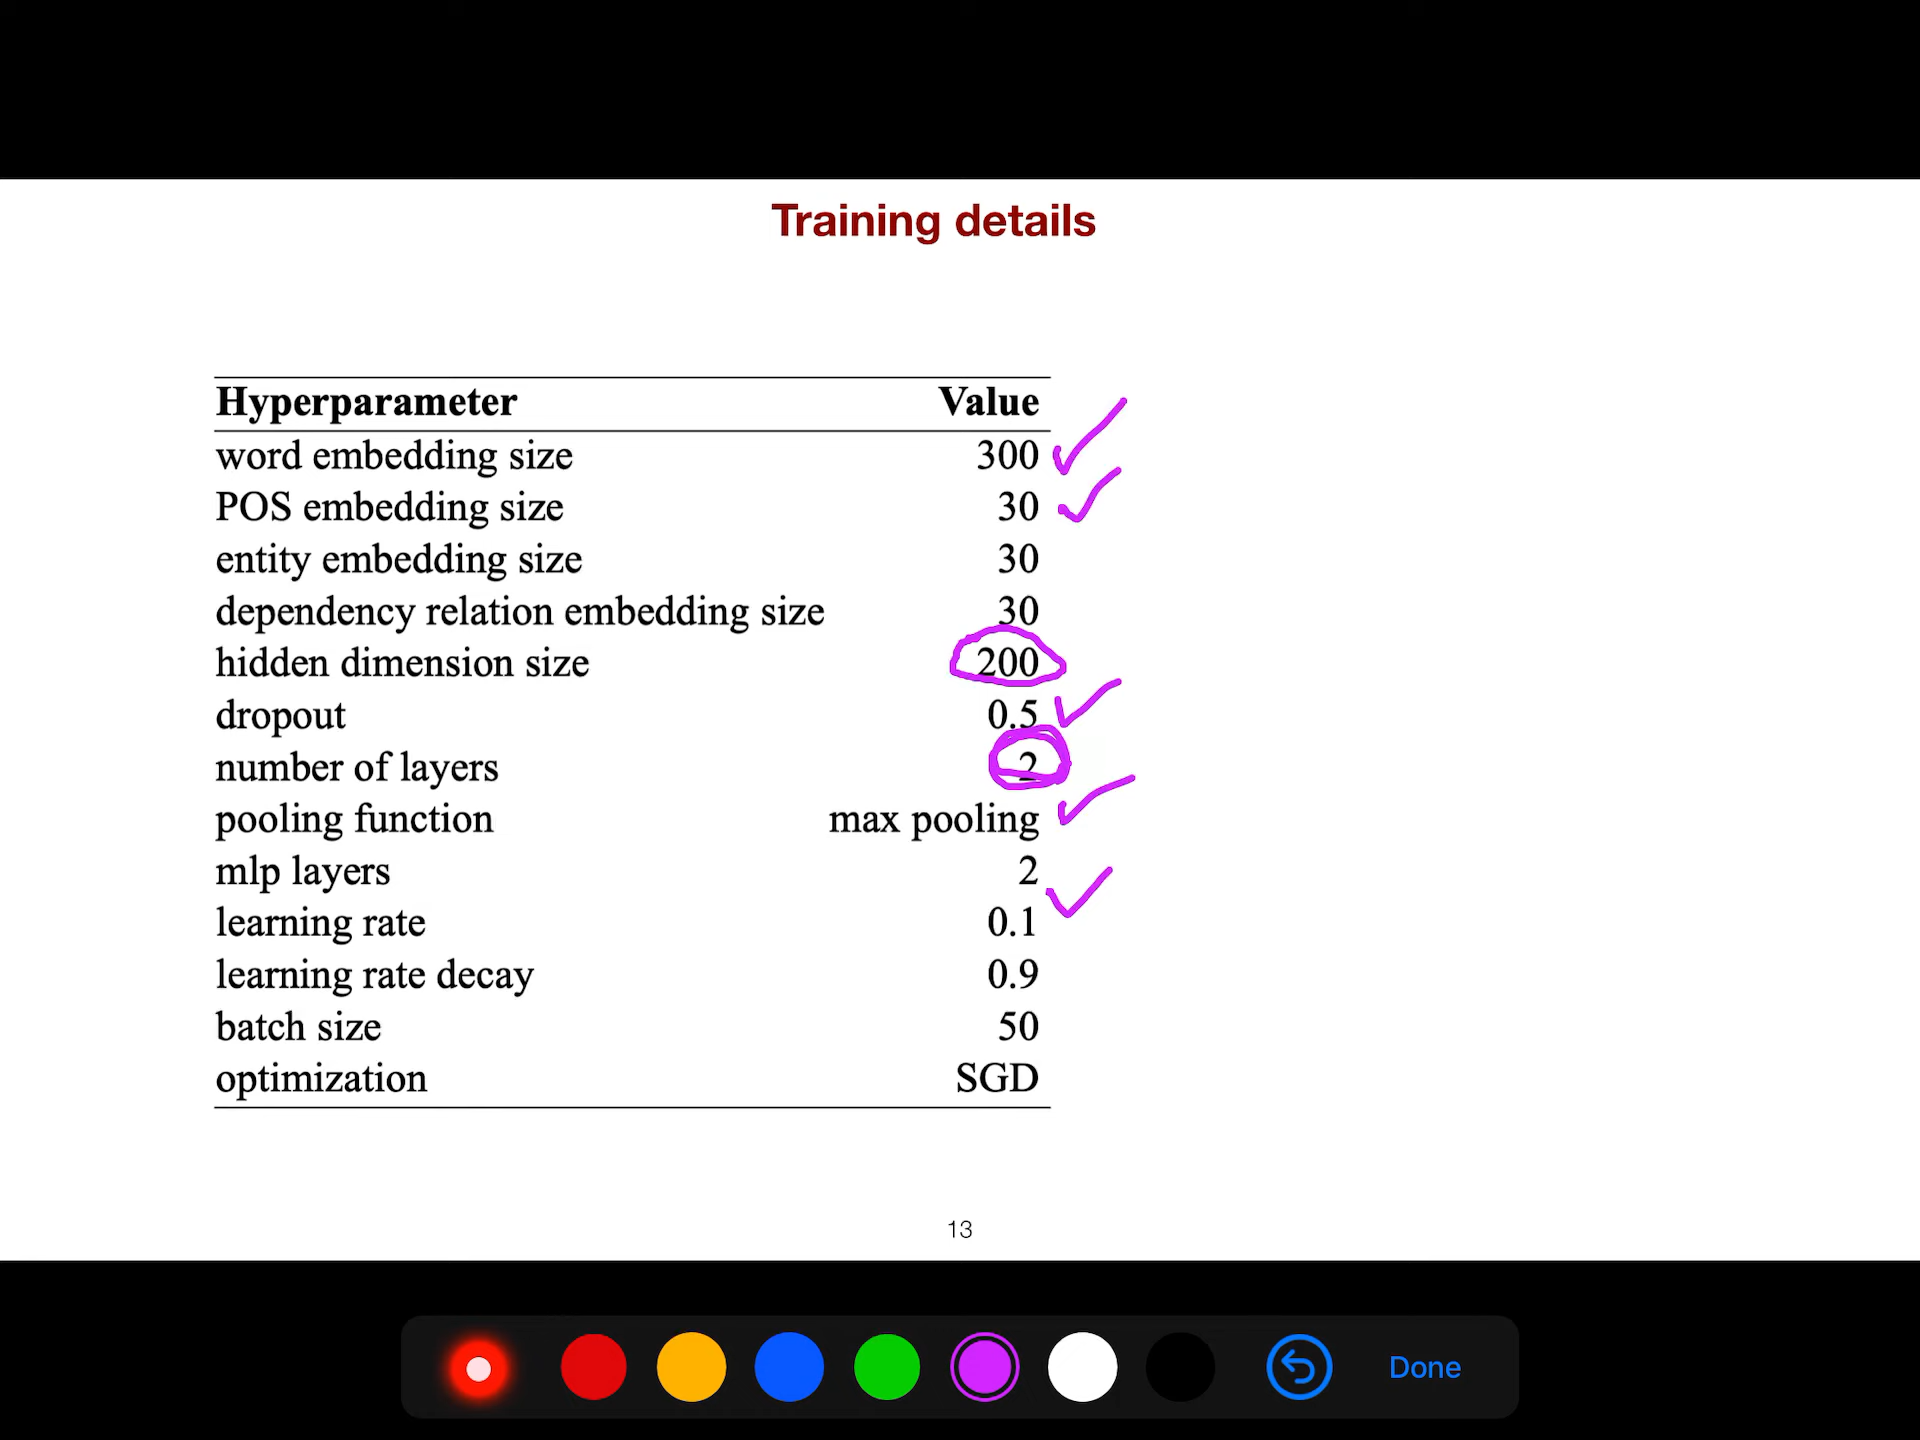 Training details
Hyperparameter Value
word embedding size 300
POS embedding size 30
entity embedding size 30
dependency relation embedding size 30
hidden dimension size 200
dropout 0.5
number of layers 2
pooling function max pooling
mlp layers 2
learning rate 0.1
learning rate decay 0.9
batch size 50
optimization SGD
13
Done